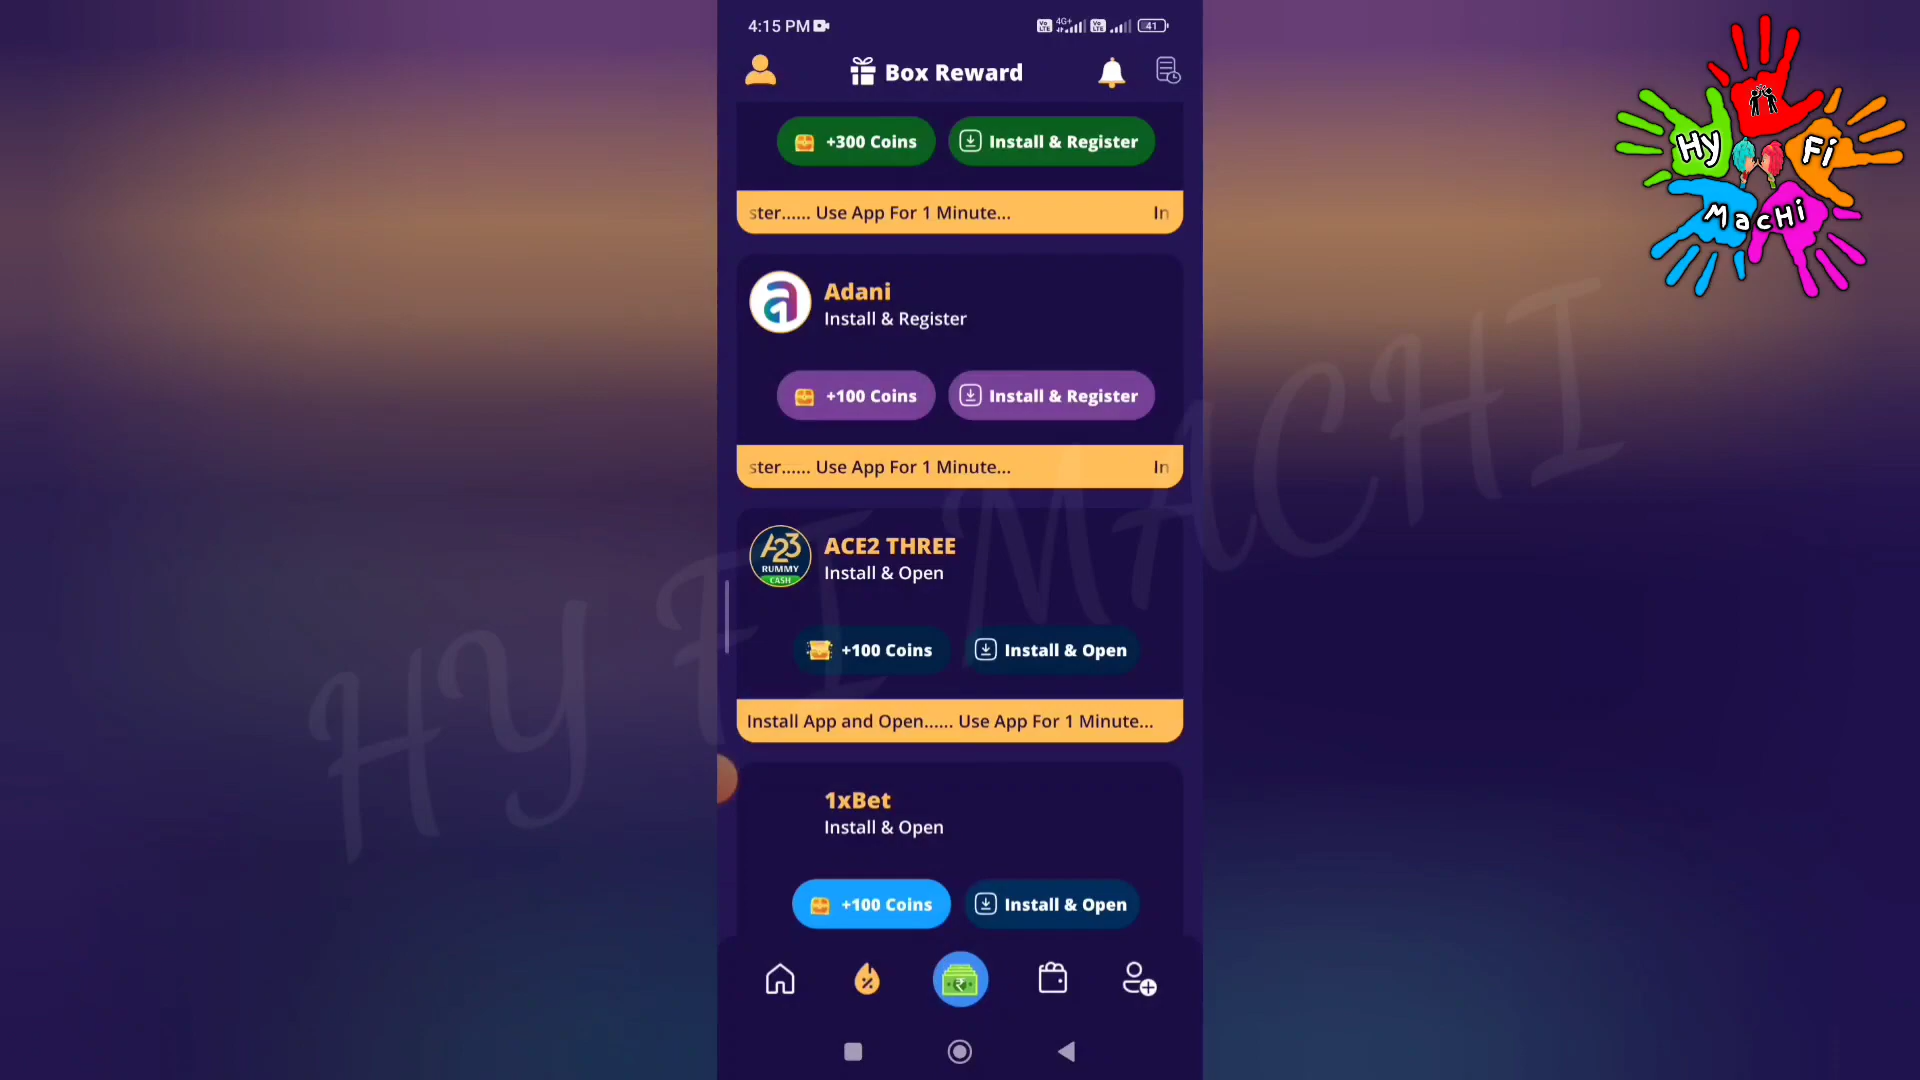 4:15 PM
4G+
41
Box Reward
+300 Coins
Install & Register
ster...... Use App For 1 Minute...
In
Adani
Install & Register
+100 Coins
Install & Register
ster...... Use App For 1 Minute...
In
A23
RUMMY
CASH
ACE2 THREE
Install & Open
+100 Coins
Install & Open
Install App and Open...... Use App For 1 Minute...
1xBet
Install & Open
+100 Coins
Install & Open
Hy Fi
MacHi
HY FI MACHI